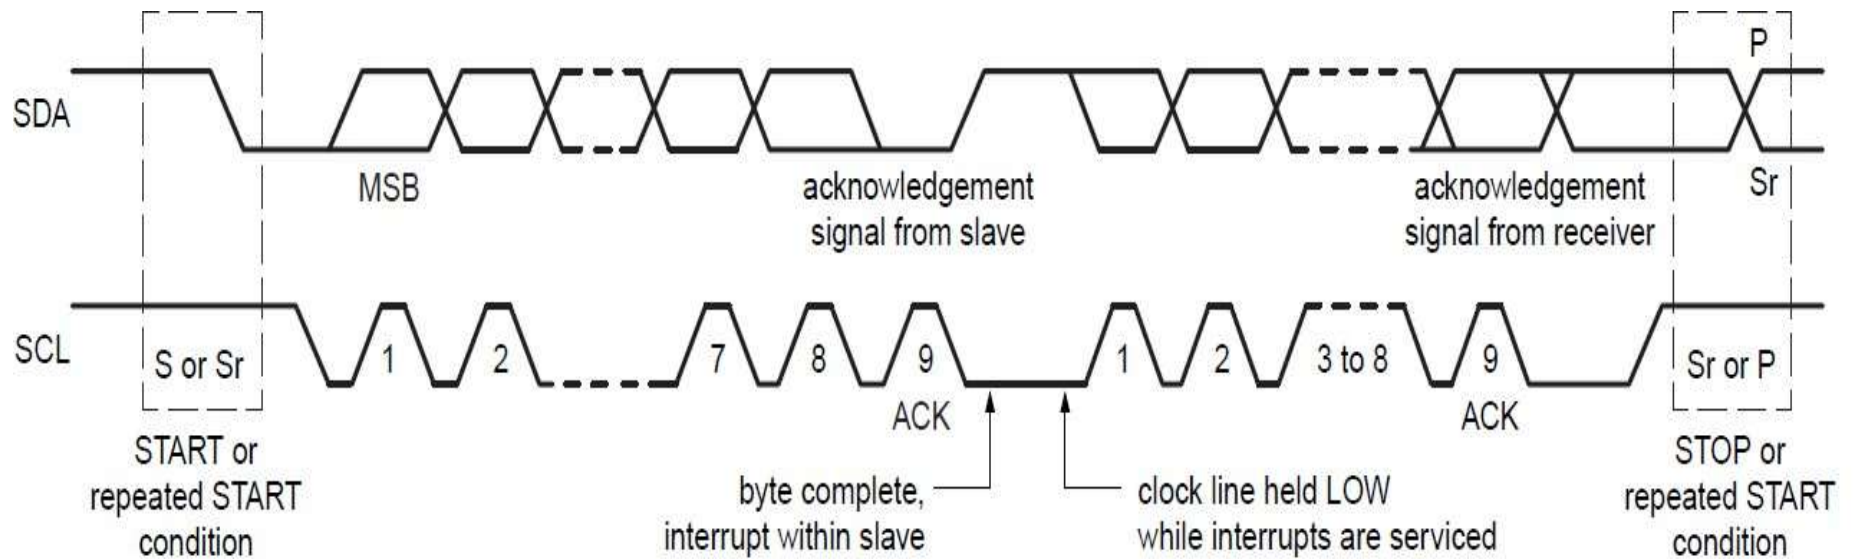 P
SDA
MSB
acknowledgement
signal from slave
acknowledgement
signal from receiver
Sr
SCL
S or Sr
1
2
7
8
9
1
2
3 to 8
9
Sr or P
ACK
ACK
START or
repeated START
condition
byte complete,
interrupt within slave
clock line held LOW
while interrupts are serviced
STOP or
repeated START
condition